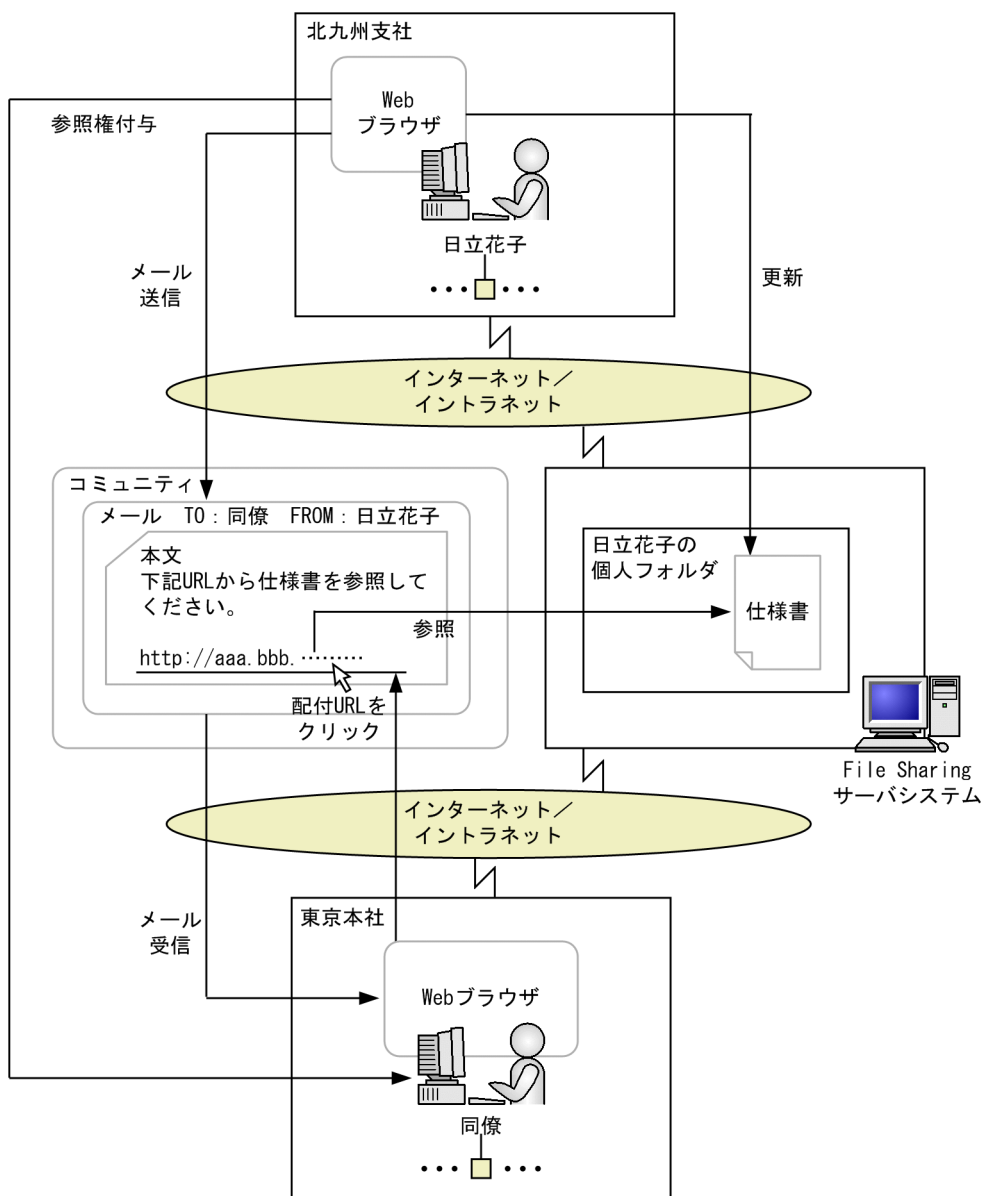 北九州支社
Web
ブラウザ
参照権付与
日立花子
・・・ ・・・
メール
送信
更新
インターネット/
イントラネット
コミュニティ
メール TO:同僚 FROM:日立花子
本文
下記URLから仕様書を参照して
ください。
http://aaa.bbb.………
参照
配付URLを
クリック
日立花子の
個人フォルダ
仕様書
File Sharing
サーバシステム
インターネット/
イントラネット
メール
受信
東京本社
Webブラウザ
同僚
・・・ ・・・